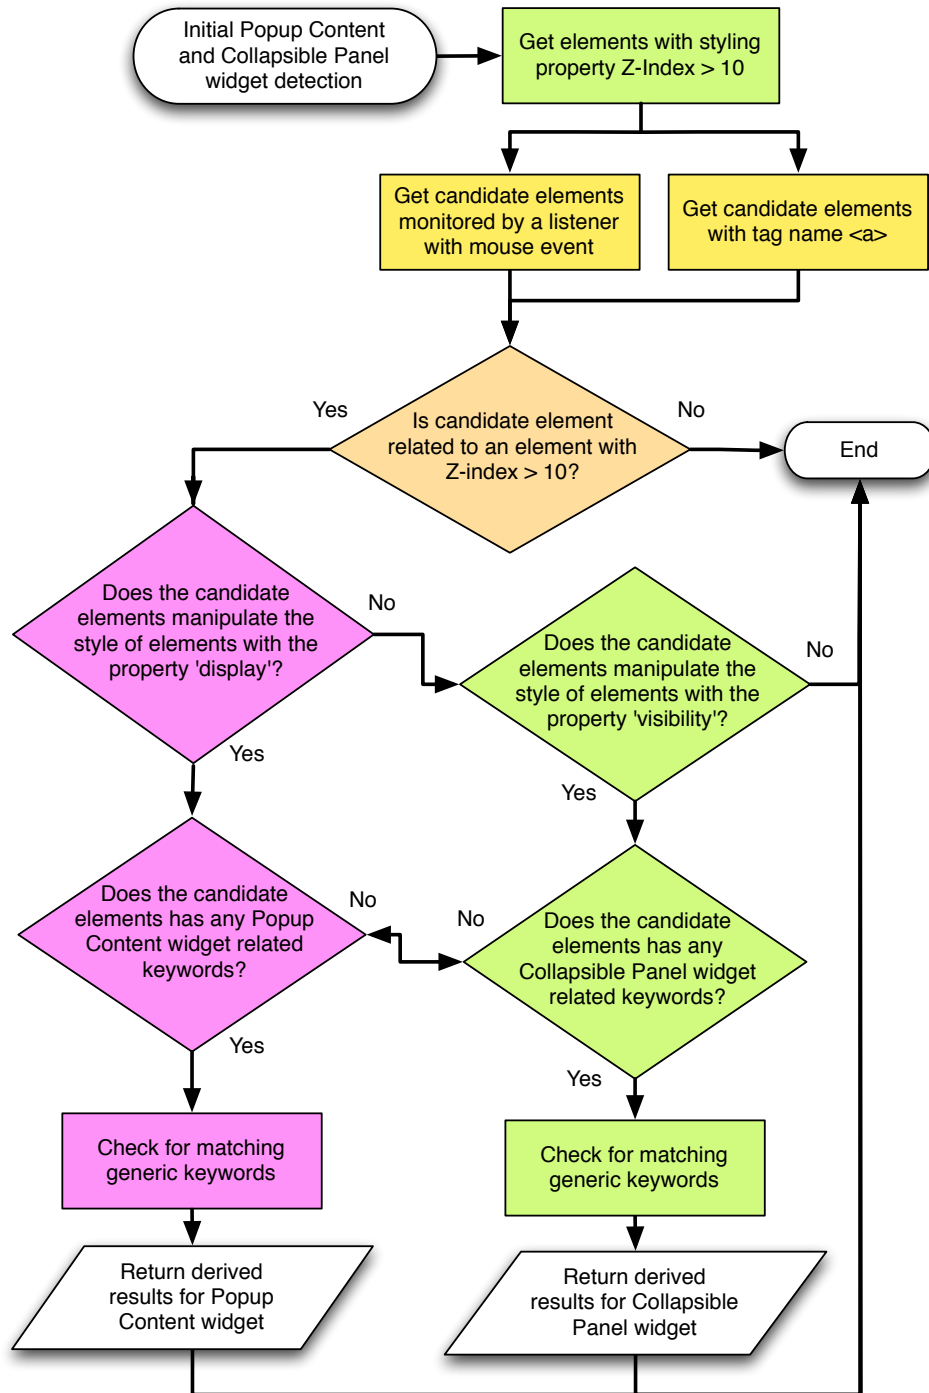 Initial Popup Content
and Collapsible Panel
widget detection
Get elements with styling
property Z-Index > 10
Get candidate elements
monitored by a listener
with mouse event
Get candidate elements
with tag name <a>
Yes
No
Is candidate element
related to an element with
Z-index > 10?
End
Does the candidate
elements manipulate the
style of elements with the
property 'display'?
No
Does the candidate
elements manipulate the
style of elements with the
property 'visibility'?
No
Yes
Yes
Does the candidate
elements has any Popup
Content widget related
keywords?
No
No
Does the candidate
elements has any
Collapsible Panel widget
related keywords?
Yes
Yes
Check for matching
generic keywords
Check for matching
generic keywords
Return derived
results for Popup
Content widget
Return derived
results for Collapsible
Panel widget